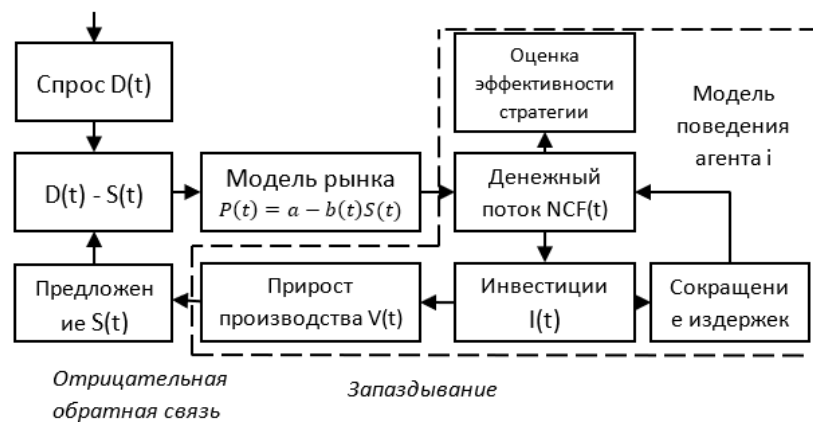 Спрос D(t)
D(t) - S(t)
Предложен
ие S(t)
Отрицательная
обратная связь
Модель рынка
P(t) = a − b(t)S(t)
Прирост
производства V(t)
Запаздывание
Оценка
эффективности
стратегии
Денежный
поток NCF(t)
Инвестиции
I(t)
Модель
поведения
агента i
Сокращени
е издержек